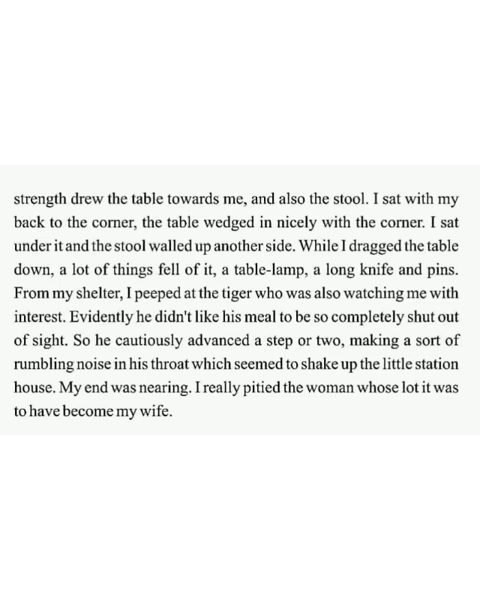 strength drew the table towards me, and also the stool. I sat with my
back to the corner, the table wedged in nicely with the corner. I sat
under it and the stool walled up another side. While I dragged the table
down, a lot of things fell of it, a table-lamp, a long knife and pins.
From my shelter, I peeped at the tiger who was also watching me with
interest. Evidently he didn't like his meal to be so completely shut out
of sight. So he cautiously advanced a step or two, making a sort of
rumbling noise in his throat which seemed to shake up the little station
house. My end was nearing. I really pitied the woman whose lot it was
to have become my wife.